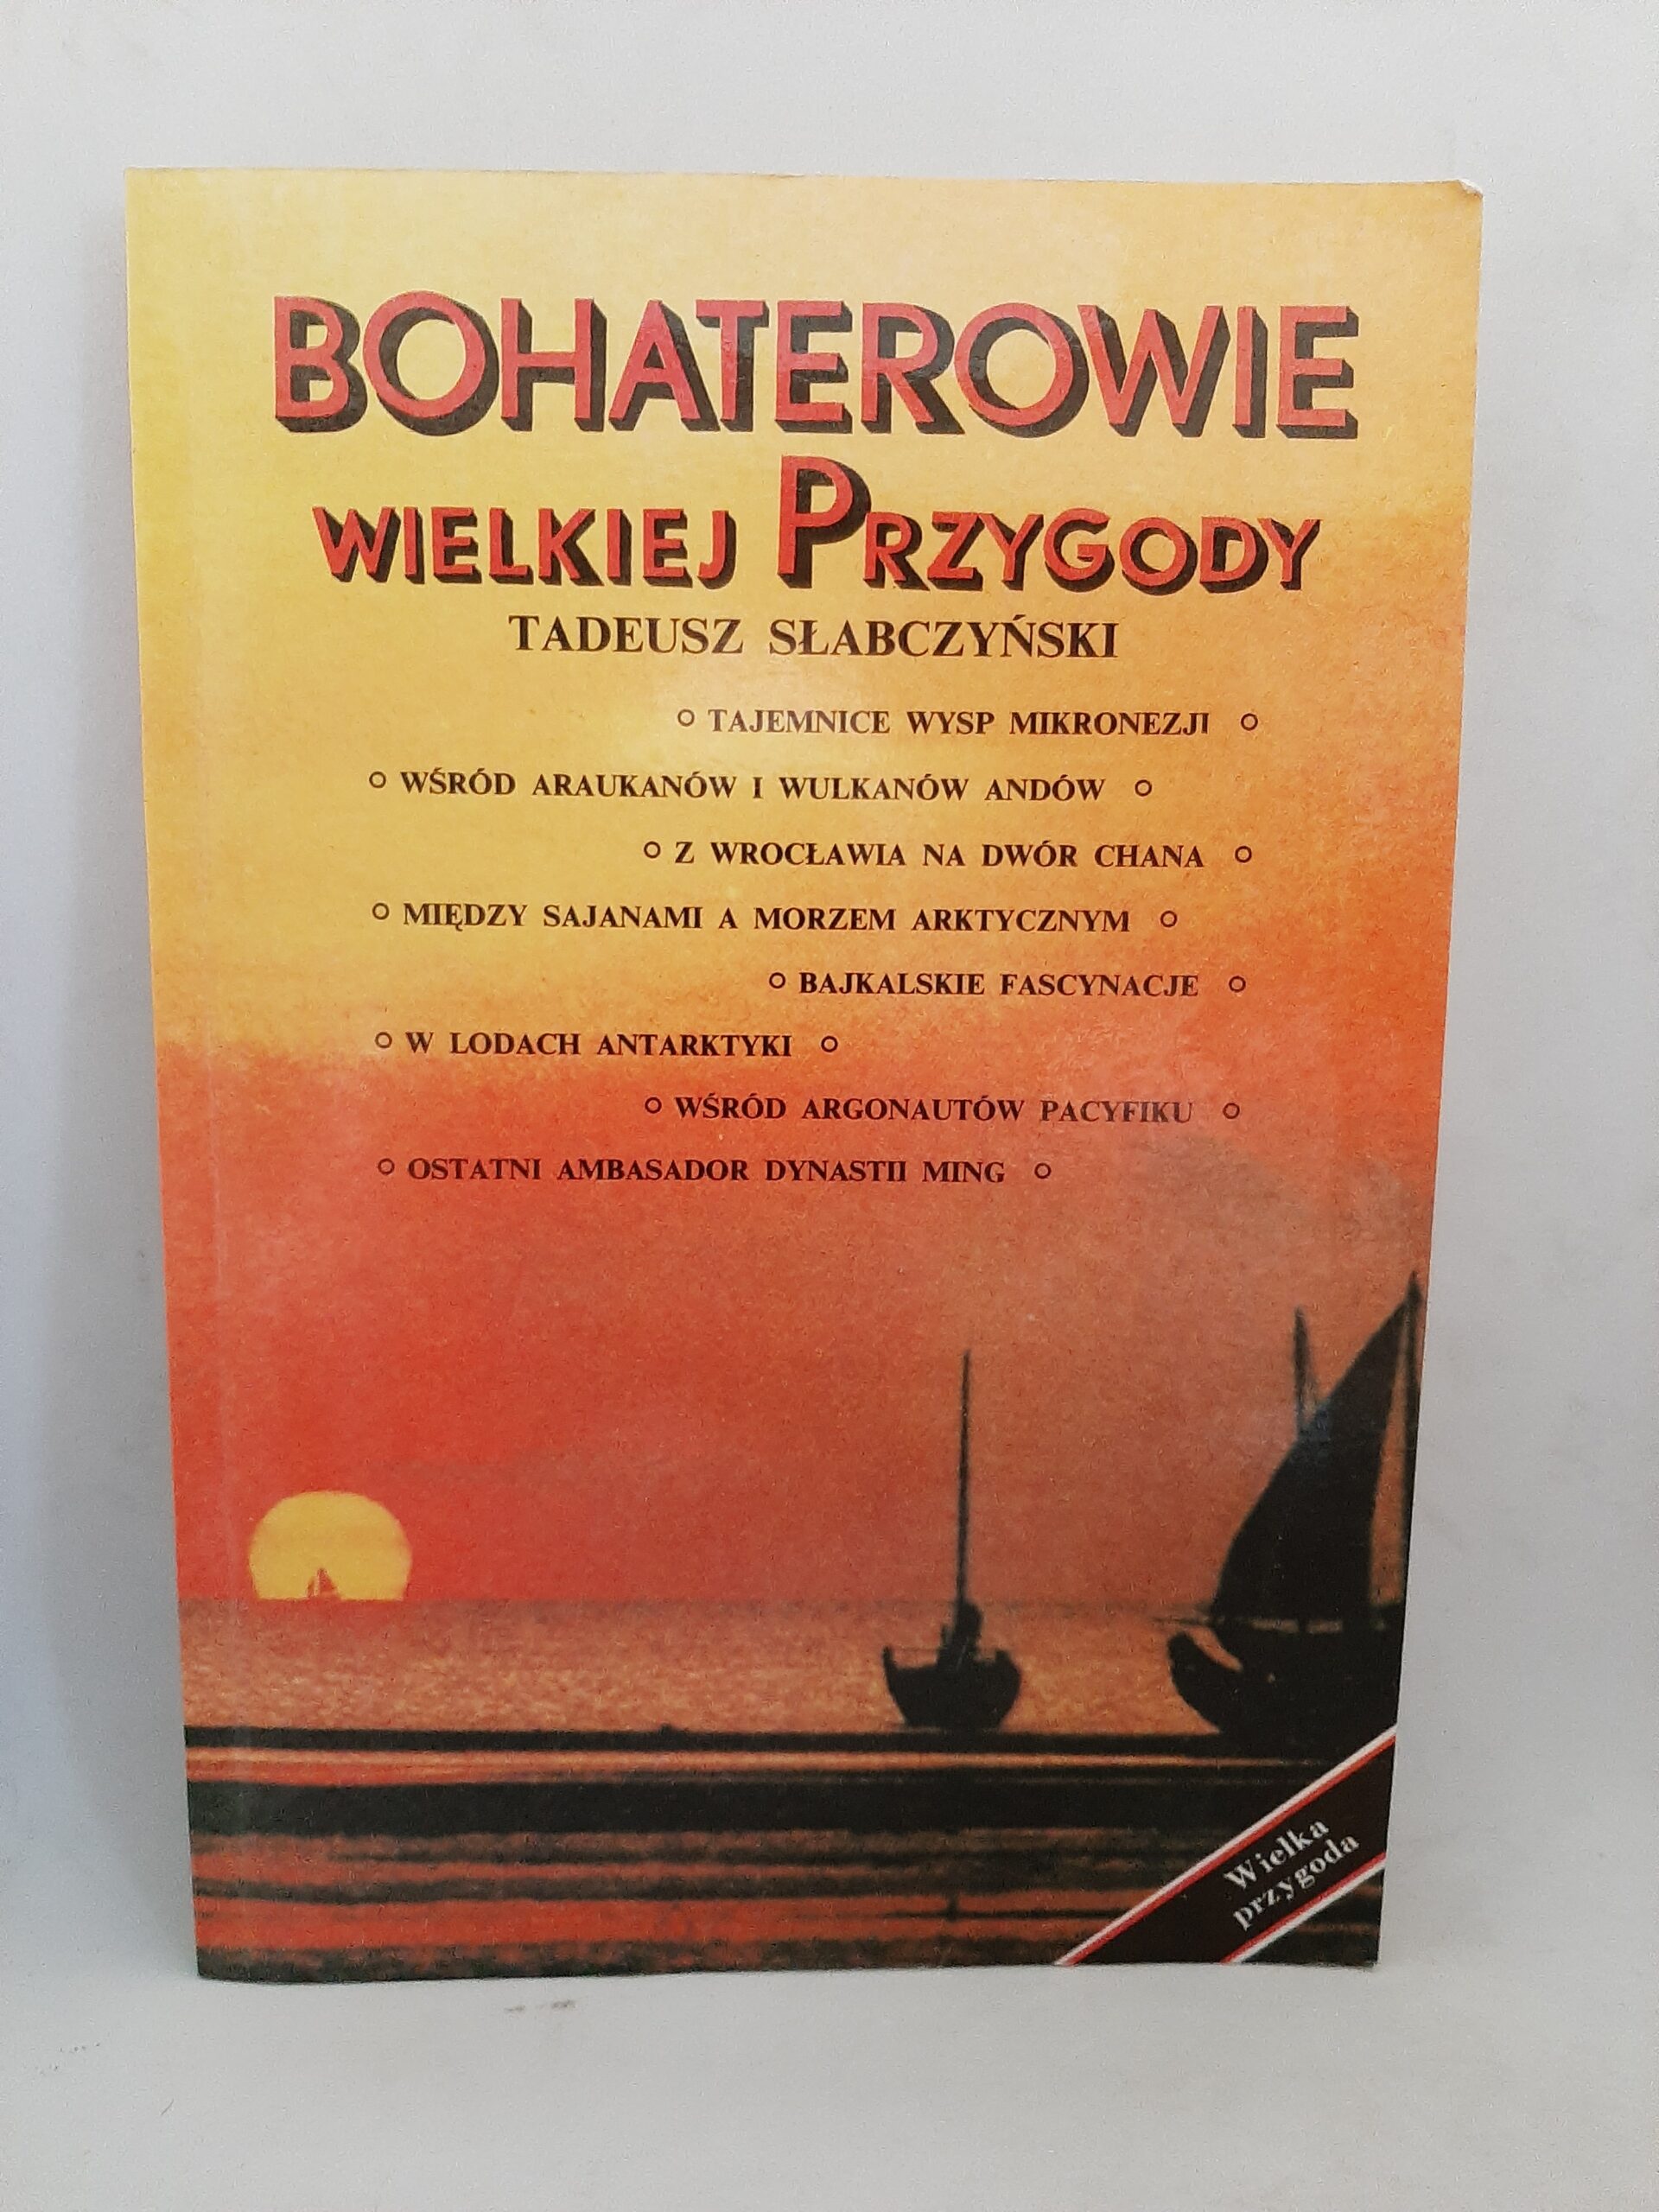 BOHATEROWIE
WIELKIEJ PRZYGODY
TADEUSZ SŁABCZYŃSKI
○ TAJEMNICE WYSP MIKRONEZJI ○
○ WŚRÓD ARAUKANÓW I WULKANÓW ANDÓW ○
○ Z WROCŁAWIA NA DWÓR CHANA ○
○ MIĘDZY SAJANAMI A MORZEM ARKTYCZNYM ○
○ BAJKALSKIE FASCYNACJE ○
○ W LODACH ANTARKTYKI ○
○ WŚRÓD ARGONAUTÓW PACYFIKU ○
○ OSTATNI AMBASADOR DYNASTII MING ○
Wielka
przygoda